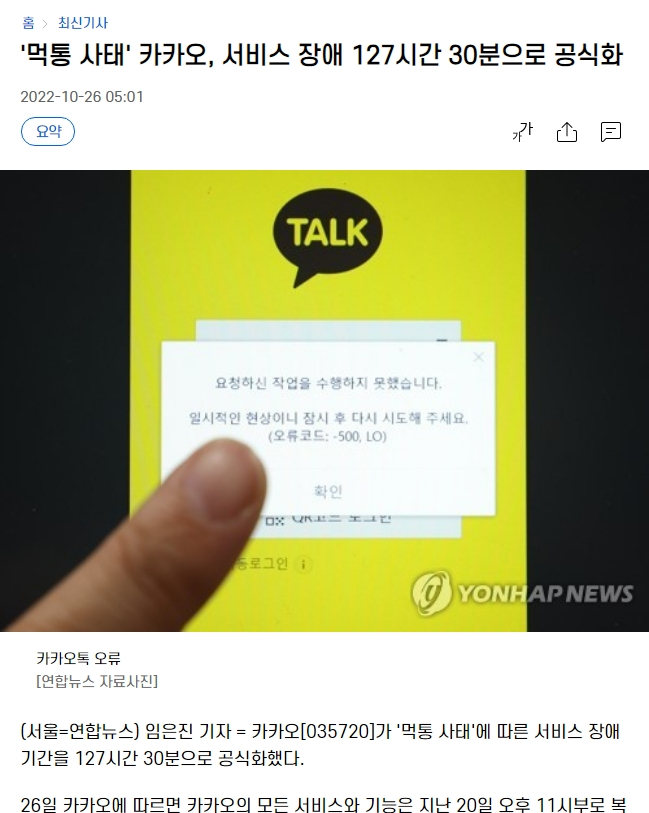 홈 > 최신기사
'먹통 사태' 카카오, 서비스 장애 127시간 30분으로 공식화
2022-10-26 05:01
요약
가가
TALK
요청하신 작업을 수행하지 못했습니다.
일시적인 현상이니 잠시 후 다시 시도해 주세요.
(오류코드: -500, LO)
확인
QR코드 로그인
동로그인 i
YONHAP NEWS
카카오톡 오류
[연합뉴스 자료사진]
(서울=연합뉴스) 임은진 기자 = 카카오[035720]가 '먹통 사태'에 따른 서비스 장애
기간을 127시간 30분으로 공식화했다.
26일 카카오에 따르면 카카오의 모든 서비스와 기능은 지난 20일 오후 11시부로 복